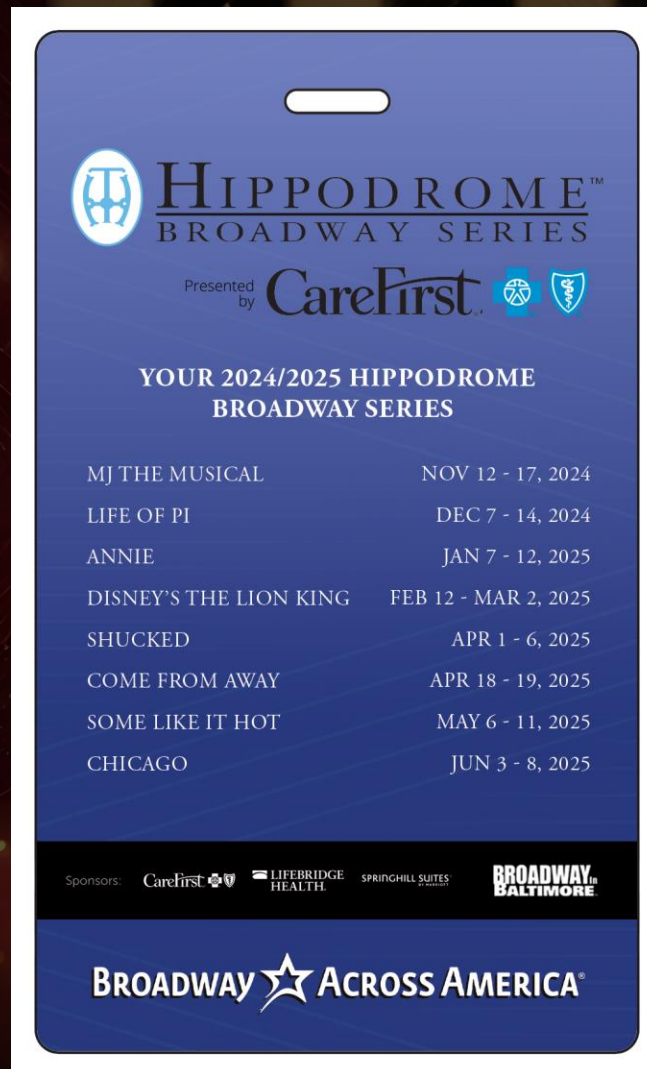 HIPPODROME™
BROADWAY SERIES
Presented by CareFirst
YOUR 2024/2025 HIPPODROME
BROADWAY SERIES
MJ THE MUSICAL NOV 12 - 17, 2024
LIFE OF PI DEC 7 - 14, 2024
ANNIE JAN 7 - 12, 2025
DISNEY'S THE LION KING FEB 12 - MAR 2, 2025
SHUCKED APR 1 - 6, 2025
COME FROM AWAY APR 18 - 19, 2025
SOME LIKE IT HOT MAY 6 - 11, 2025
CHICAGO JUN 3 - 8, 2025
Sponsors: CareFirst LIFEBRIDGE HEALTH. SPRINGHILL SUITES BY MARRIOTT BROADWAY in BALTIMORE
BROADWAY ACROSS AMERICA®